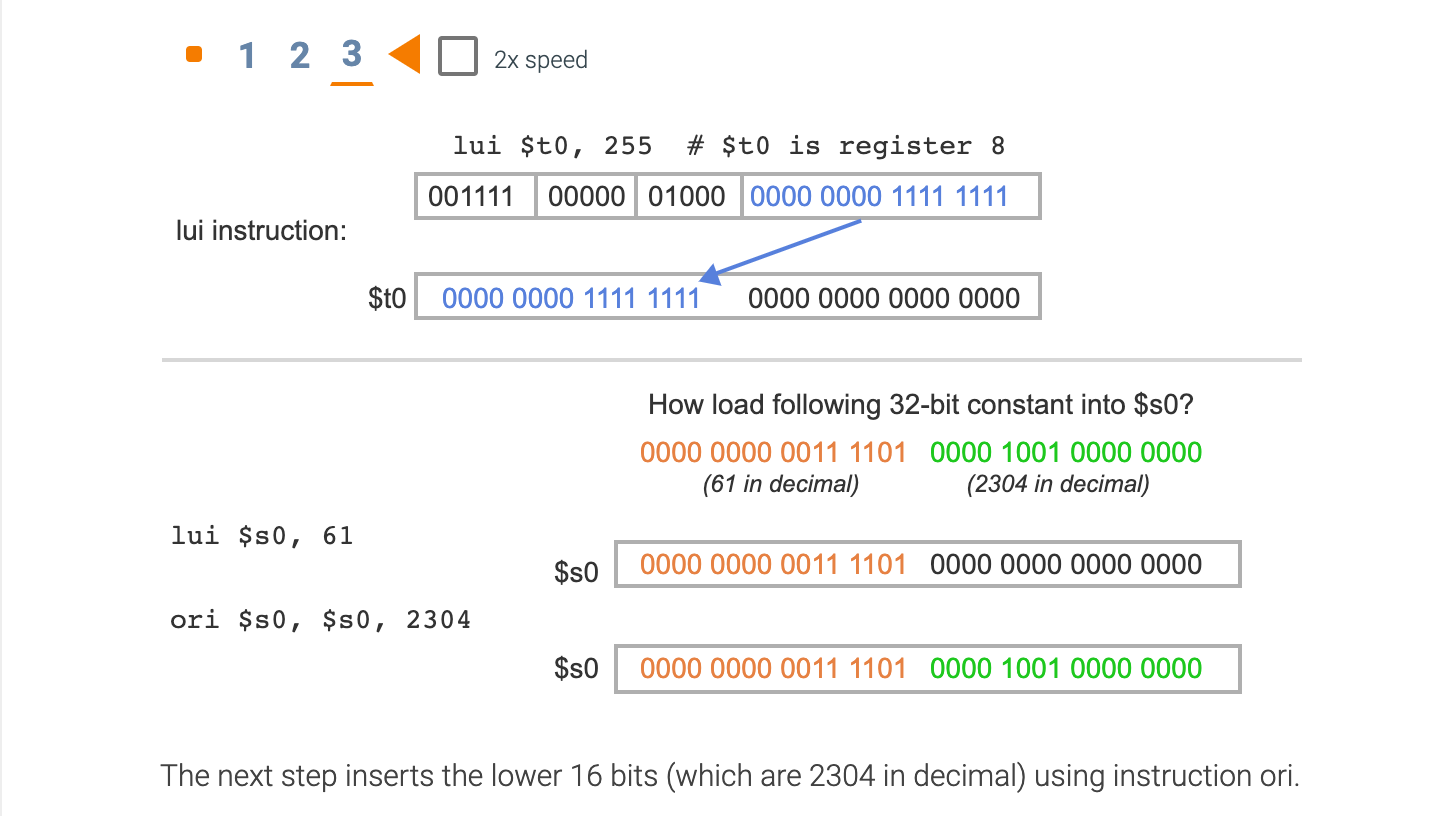 1 2 3 2x speed
lui $t0, 255  # $t0 is register 8
001111 00000 01000 0000 0000 1111 1111
lui instruction:
$t0 0000 0000 1111 1111 0000 0000 0000 0000
How load following 32-bit constant into $s0?
0000 0000 0011 1101 0000 1001 0000 0000
(61 in decimal) (2304 in decimal)
lui $s0, 61
$s0 0000 0000 0011 1101 0000 0000 0000 0000
ori $s0, $s0, 2304
$s0 0000 0000 0011 1101 0000 1001 0000 0000
The next step inserts the lower 16 bits (which are 2304 in decimal) using instruction ori.